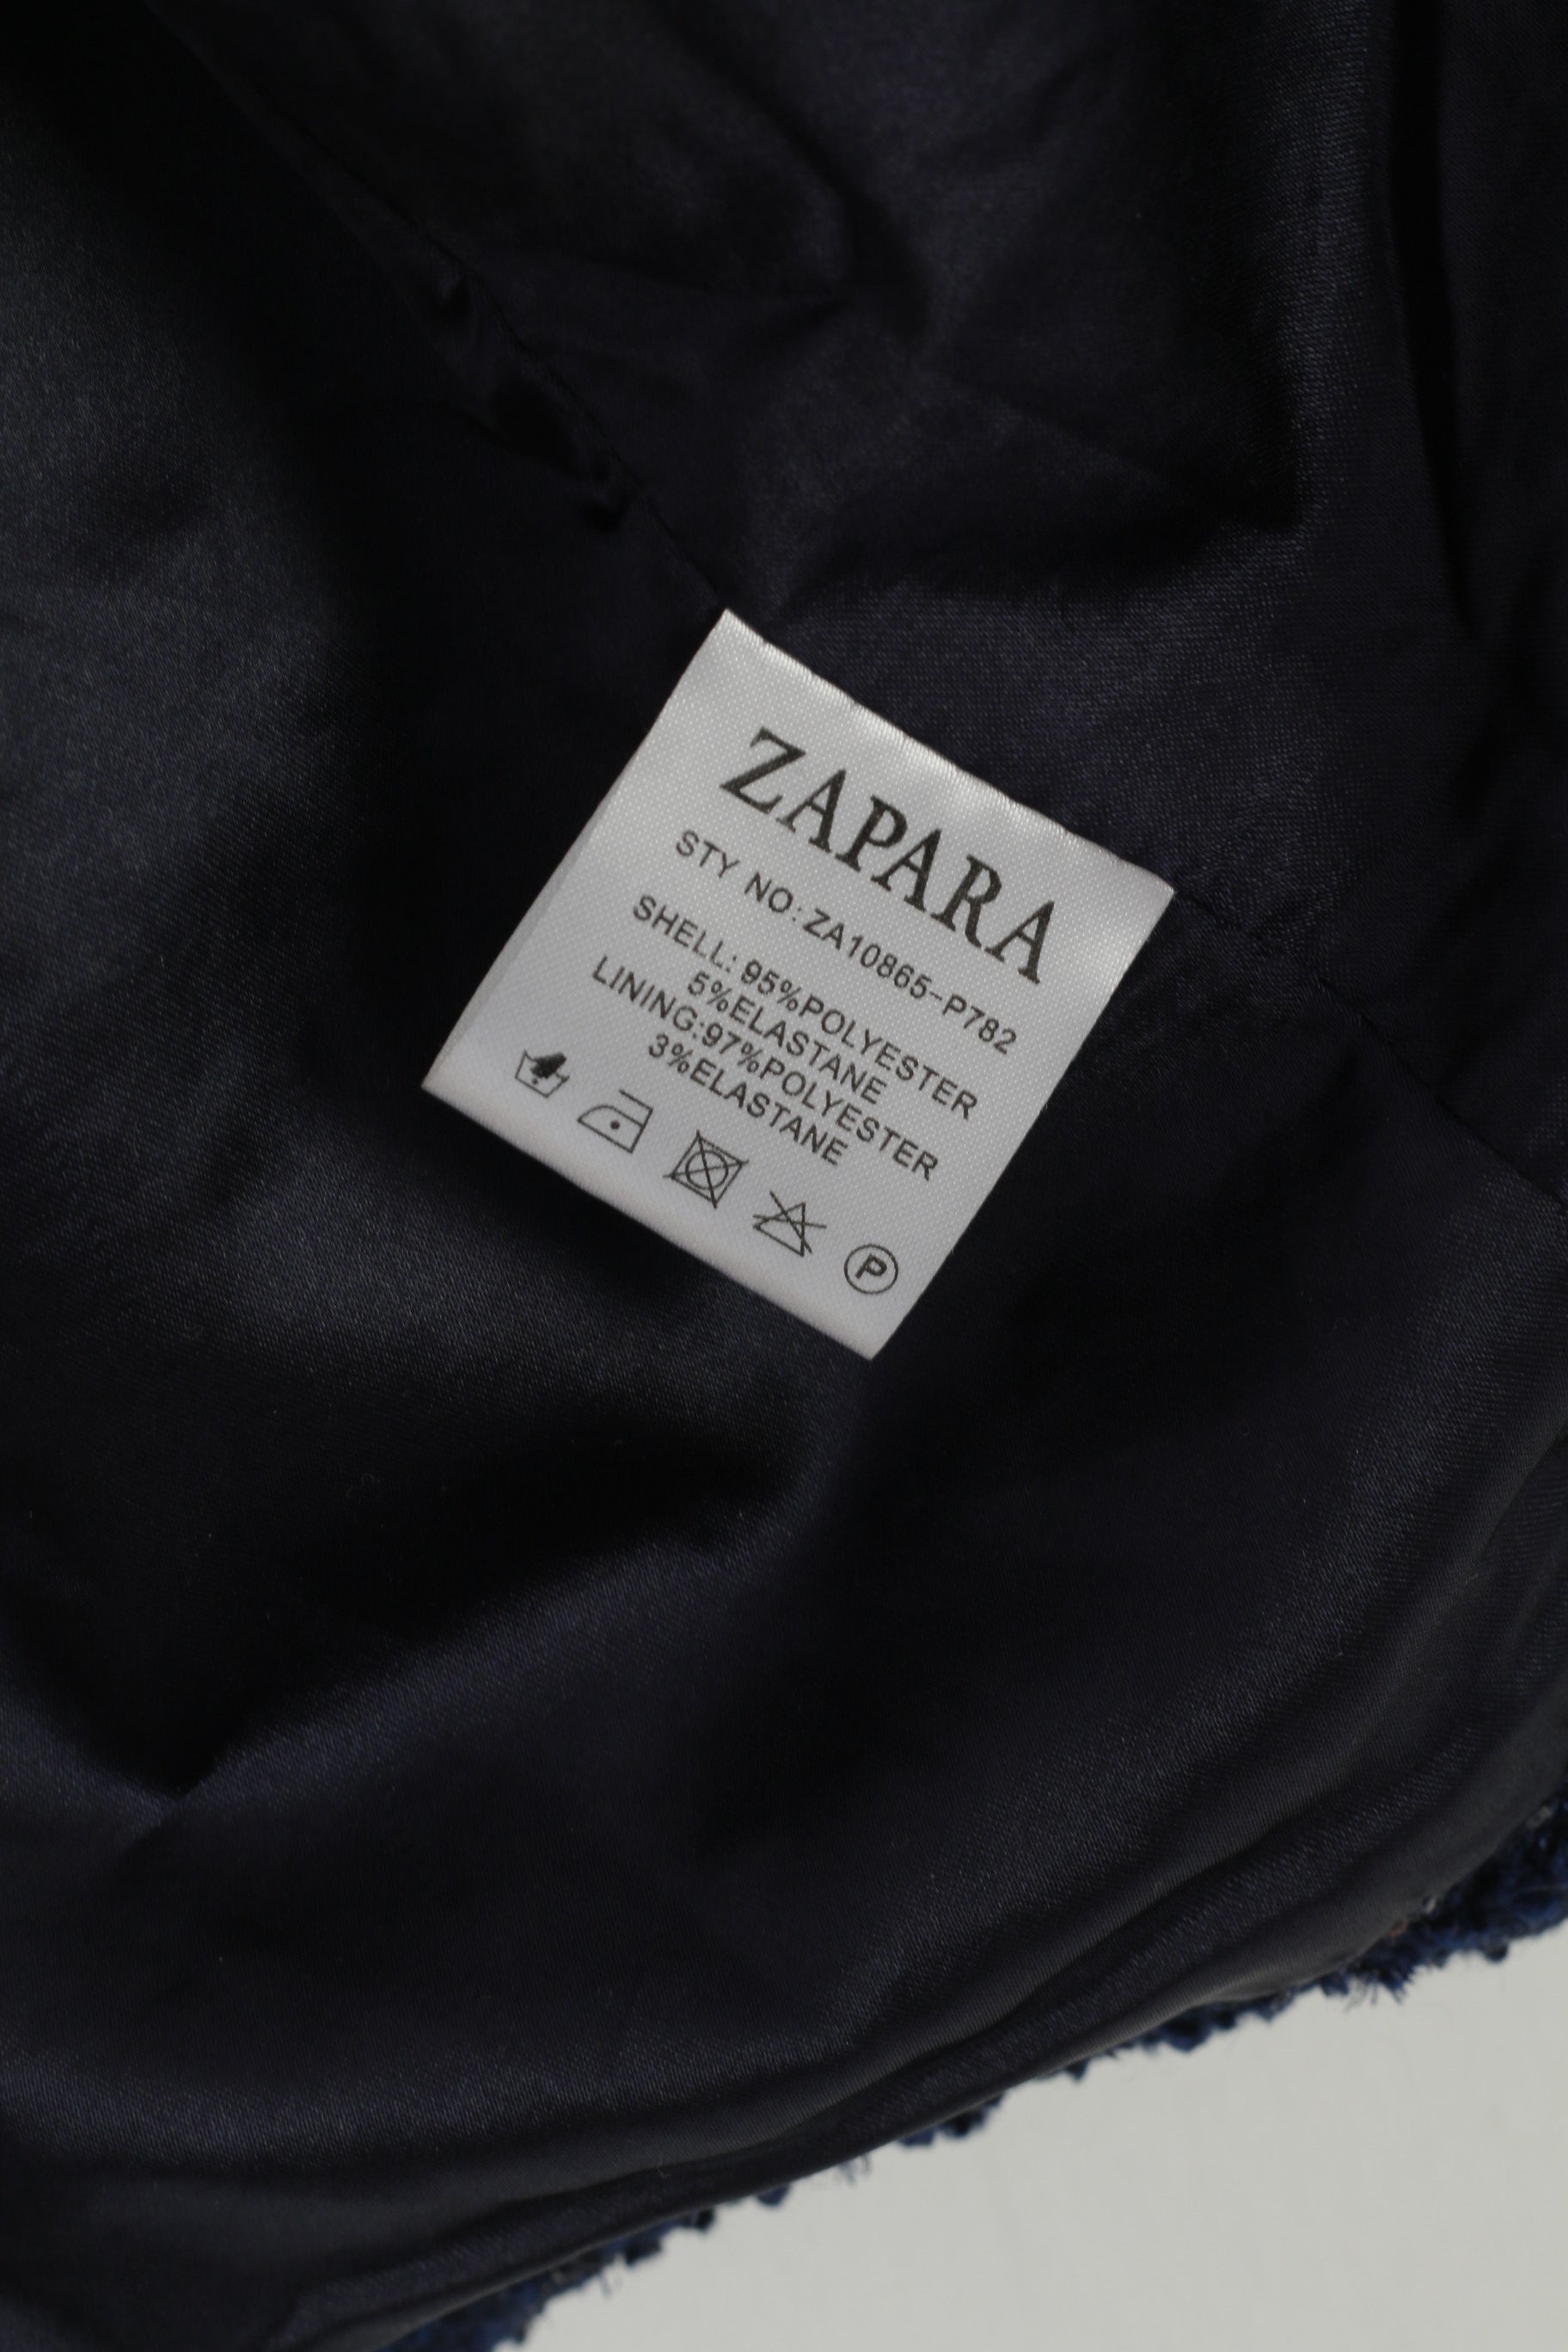 ZAPARA
STY NO: ZA10865-P782
SHELL: 95%POLYESTER
5%ELASTANE
LINING:97%POLYESTER
3%ELASTANE
P